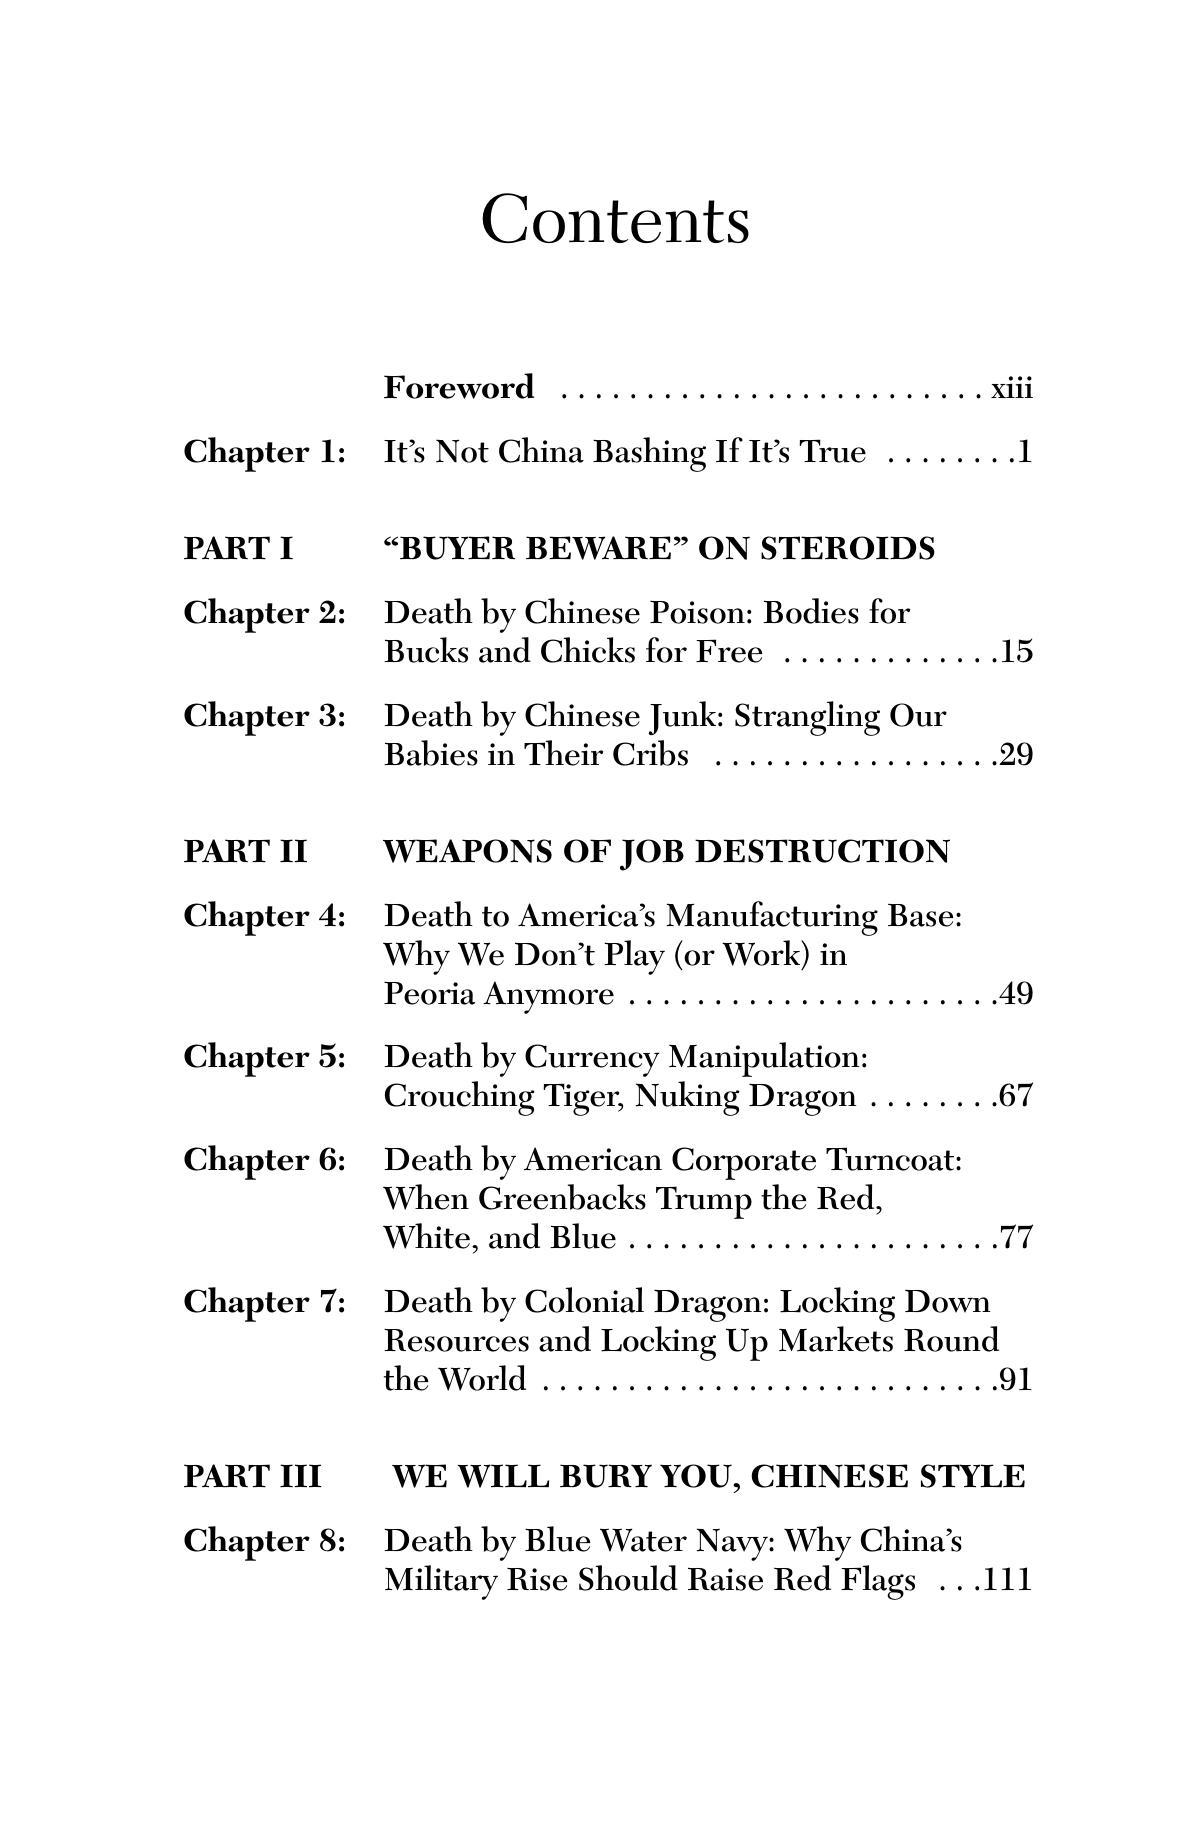 Contents
Foreword . . . . . . . . . . . . . . . . . . . . . . . . . xiii
Chapter 1: It’s Not China Bashing If It’s True . . . . . . . .1
PART I “BUYER BEWARE” ON STEROIDS
Chapter 2: Death by Chinese Poison: Bodies for
Bucks and Chicks for Free . . . . . . . . . . . . .15
Chapter 3: Death by Chinese Junk: Strangling Our
Babies in Their Cribs . . . . . . . . . . . . . . . . .29
PART II WEAPONS OF JOB DESTRUCTION
Chapter 4: Death to America’s Manufacturing Base:
Why We Don’t Play (or Work) in
Peoria Anymore . . . . . . . . . . . . . . . . . . . . . .49
Chapter 5: Death by Currency Manipulation:
Crouching Tiger, Nuking Dragon . . . . . . . .67
Chapter 6: Death by American Corporate Turncoat:
When Greenbacks Trump the Red,
White, and Blue . . . . . . . . . . . . . . . . . . . . . .77
Chapter 7: Death by Colonial Dragon: Locking Down
Resources and Locking Up Markets Round
the World . . . . . . . . . . . . . . . . . . . . . . . . . . .91
PART III WE WILL BURY YOU, CHINESE STYLE
Chapter 8: Death by Blue Water Navy: Why China’s
Military Rise Should Raise Red Flags . . .111